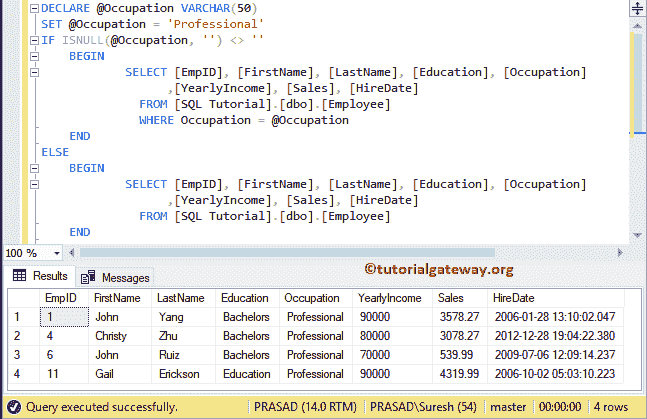 DECLARE @Occupation VARCHAR(50)
SET @Occupation = 'Professional'
IF ISNULL(@Occupation, '') <> ''
BEGIN
SELECT [EmpID], [FirstName], [LastName], [Education], [Occupation]
,[YearlyIncome], [Sales], [HireDate]
FROM [SQL Tutorial].[dbo].[Employee]
WHERE Occupation = @Occupation
END
ELSE
BEGIN
SELECT [EmpID], [FirstName], [LastName], [Education], [Occupation]
,[YearlyIncome], [Sales], [HireDate]
FROM [SQL Tutorial].[dbo].[Employee]
END
100 %
Results Messages
©tutorialgateway.org
EmpID FirstName LastName Education Occupation YearlyIncome Sales HireDate
1 1 John Yang Bachelors Professional 90000 3578.27 2006-01-28 13:10:02.047
2 4 Christy Zhu Bachelors Professional 80000 3078.27 2012-12-28 19:04:22.380
3 6 John Ruiz Bachelors Professional 70000 539.99 2009-07-06 12:09:14.237
4 11 Gail Erickson Education Professional 90000 4319.99 2006-10-02 05:03:10.223
Query executed successfully. PRASAD (14.0 RTM) PRASAD\Suresh (54) master 00:00:00 4 rows